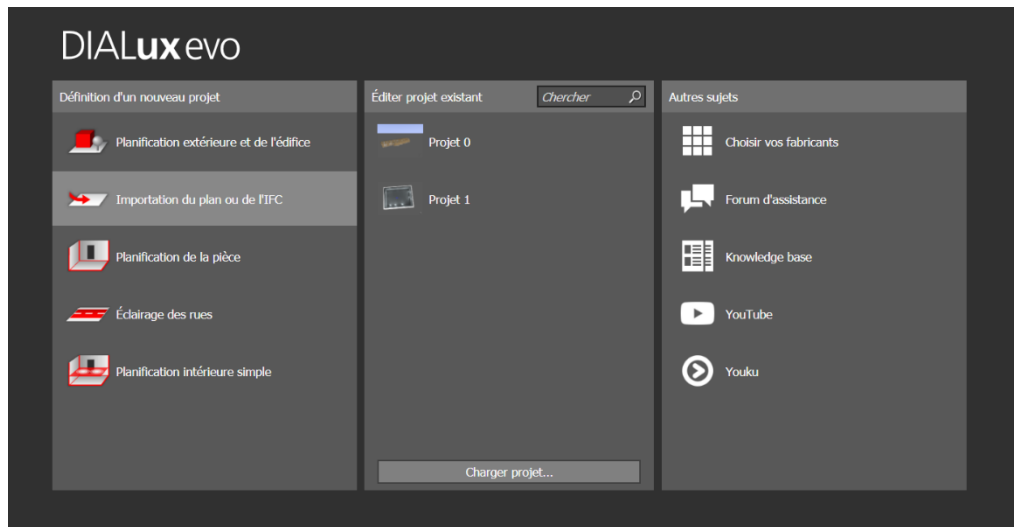 DIALux evo
Définition d'un nouveau projet
Planification extérieure et de l'édifice
Importation du plan ou de l'IFC
Planification de la pièce
Éclairage des rues
Planification intérieure simple
Éditer projet existant
Chercher
Projet 0
Projet 1
Charger projet...
Autres sujets
Choisir vos fabricants
Forum d'assistance
Knowledge base
YouTube
Youku